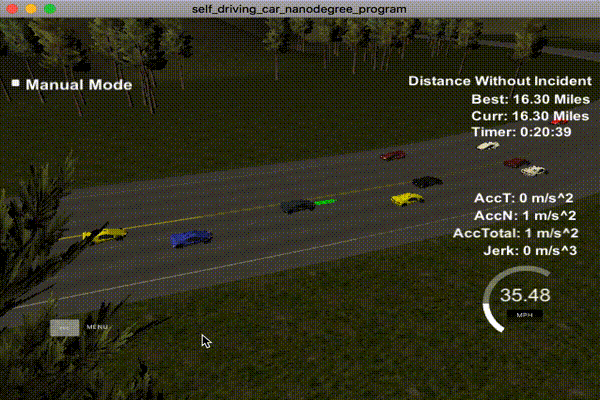 self_driving_car_nanodegree_program
Manual Mode
Distance Without Incident
Best: 16.30 Miles
Curr: 16.30 Miles
Timer: 0:20:39
AccT: 0 m/s^2
AccN: 1 m/s^2
AccTotal: 1 m/s^2
Jerk: 0 m/s^3
35.48
MPH
MENU